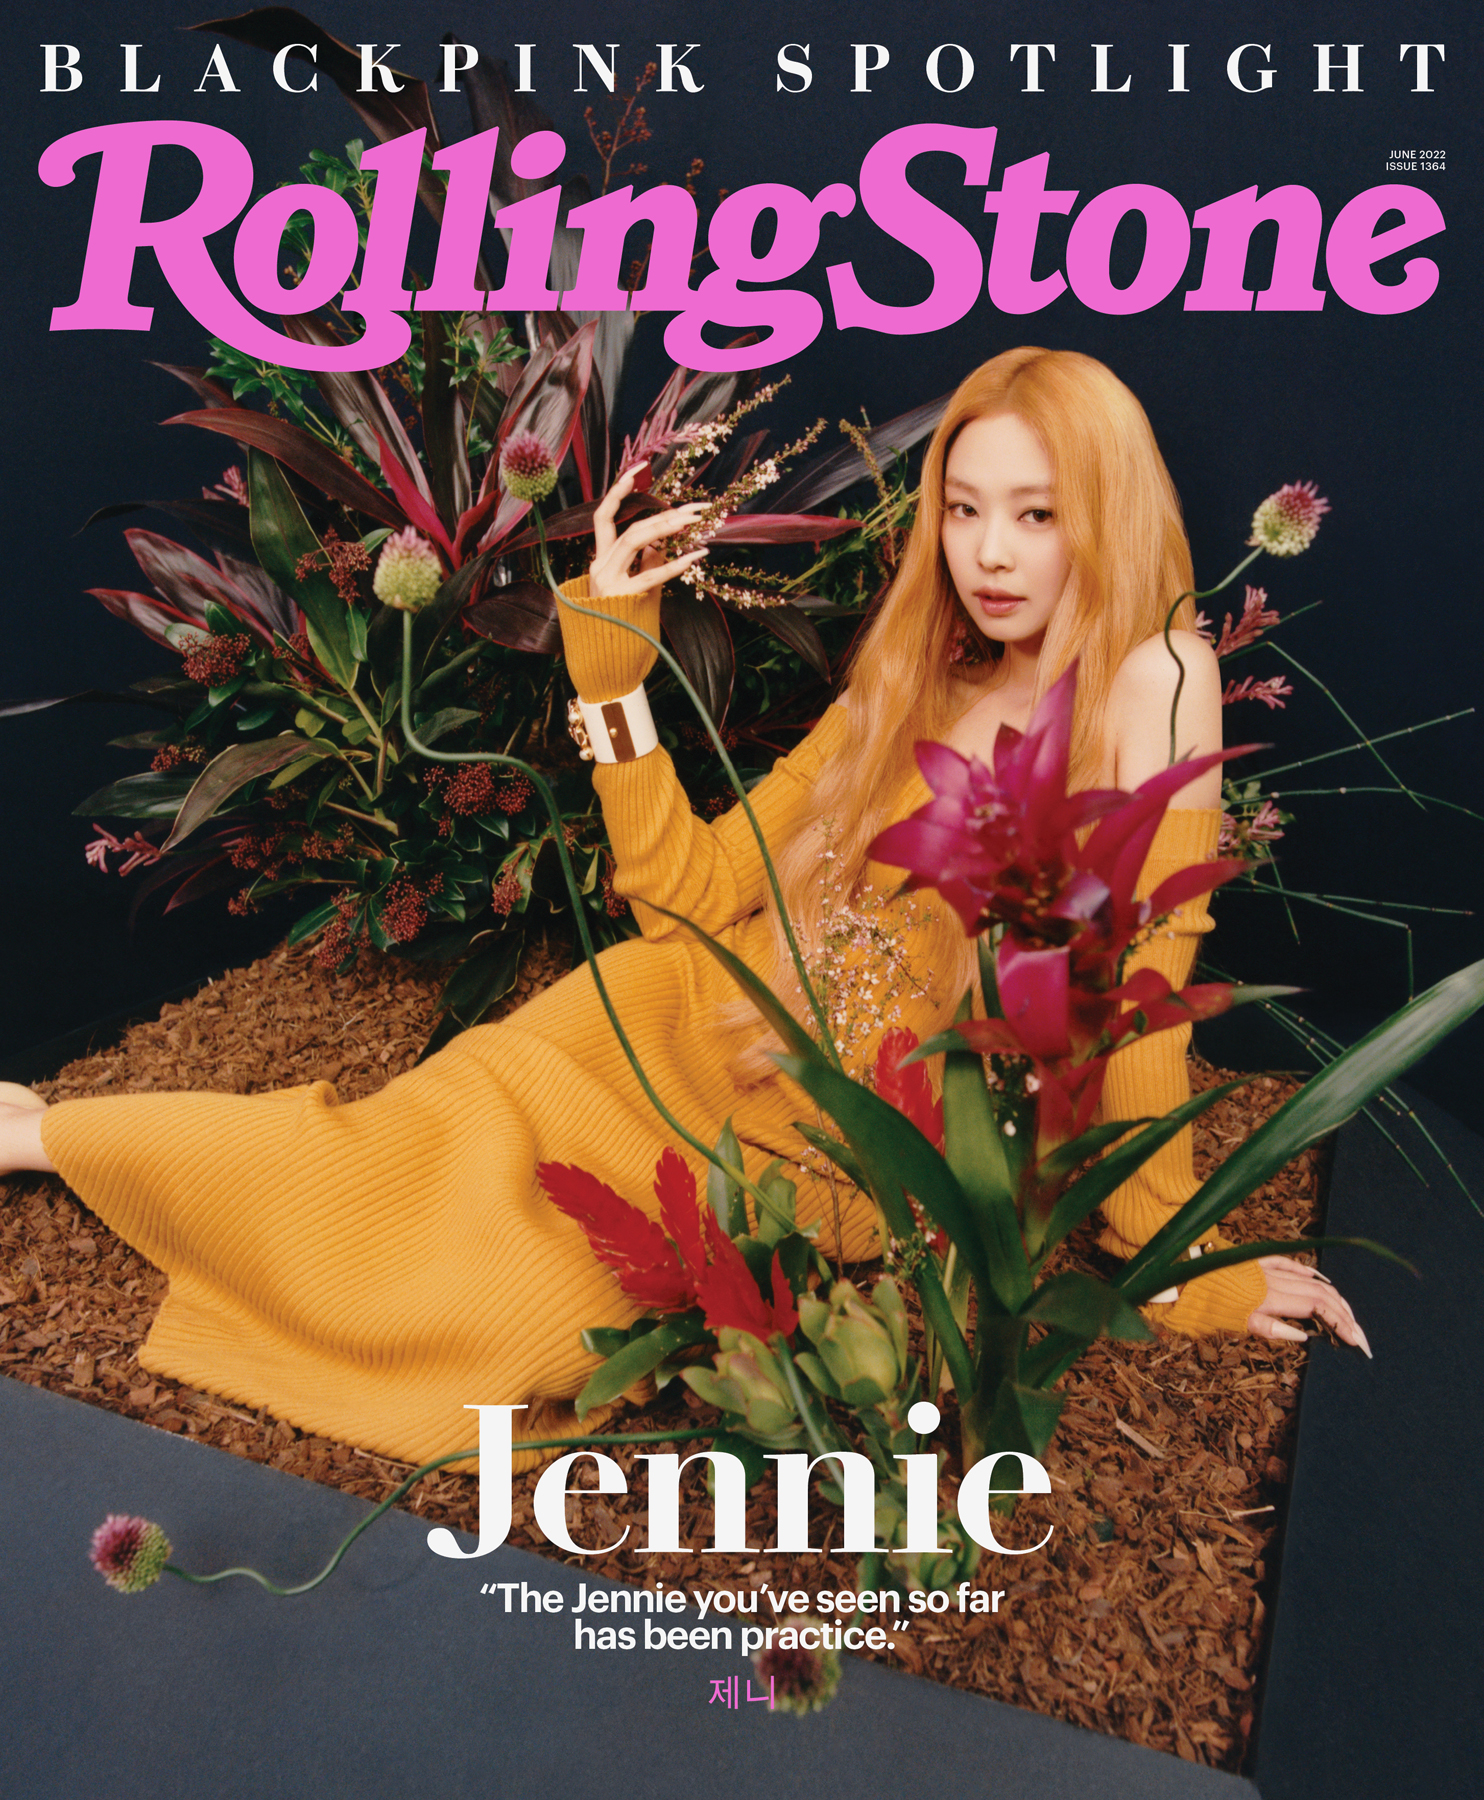 BLACKPINK SPOTLIGHT
RollingStone
JUNE 2022
ISSUE 1364
Jennie
“The Jennie you’ve seen so far
has been practice.”
제니